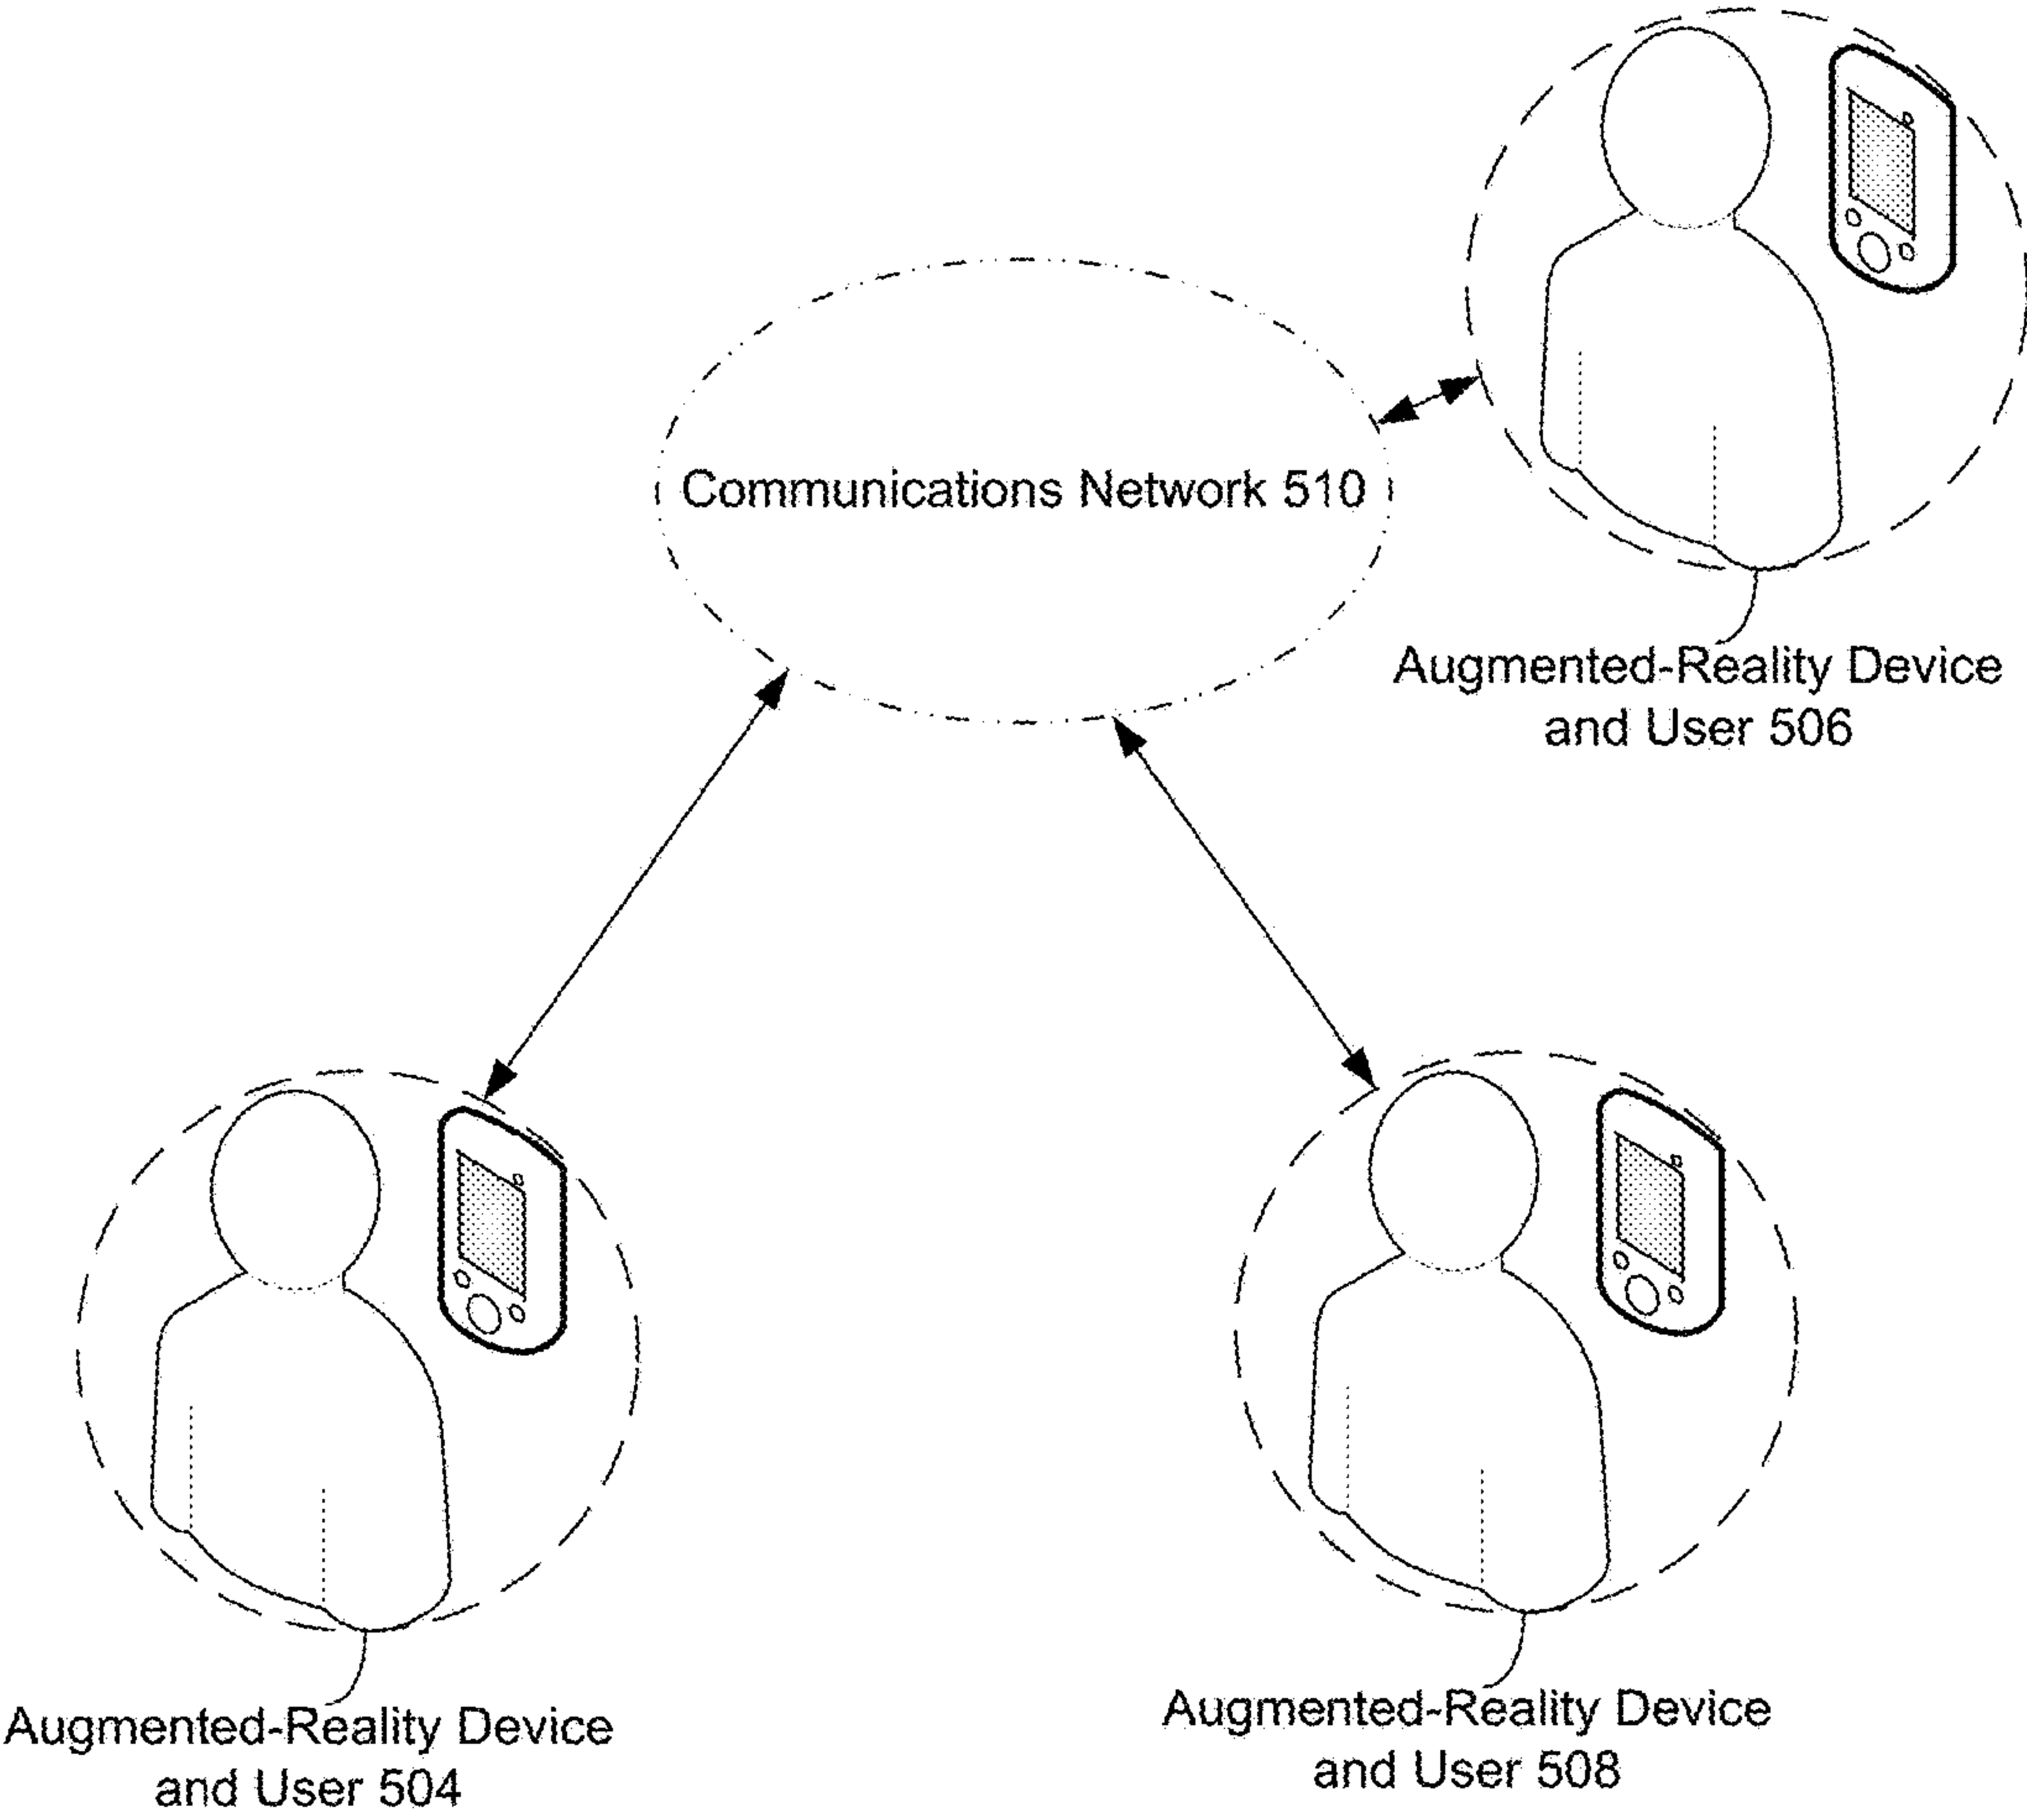 Communications Network 510
Augmented-Reality Device
and User 506
Augmented-Reality Device
and User 504
Augmented-Reality Device
and User 508